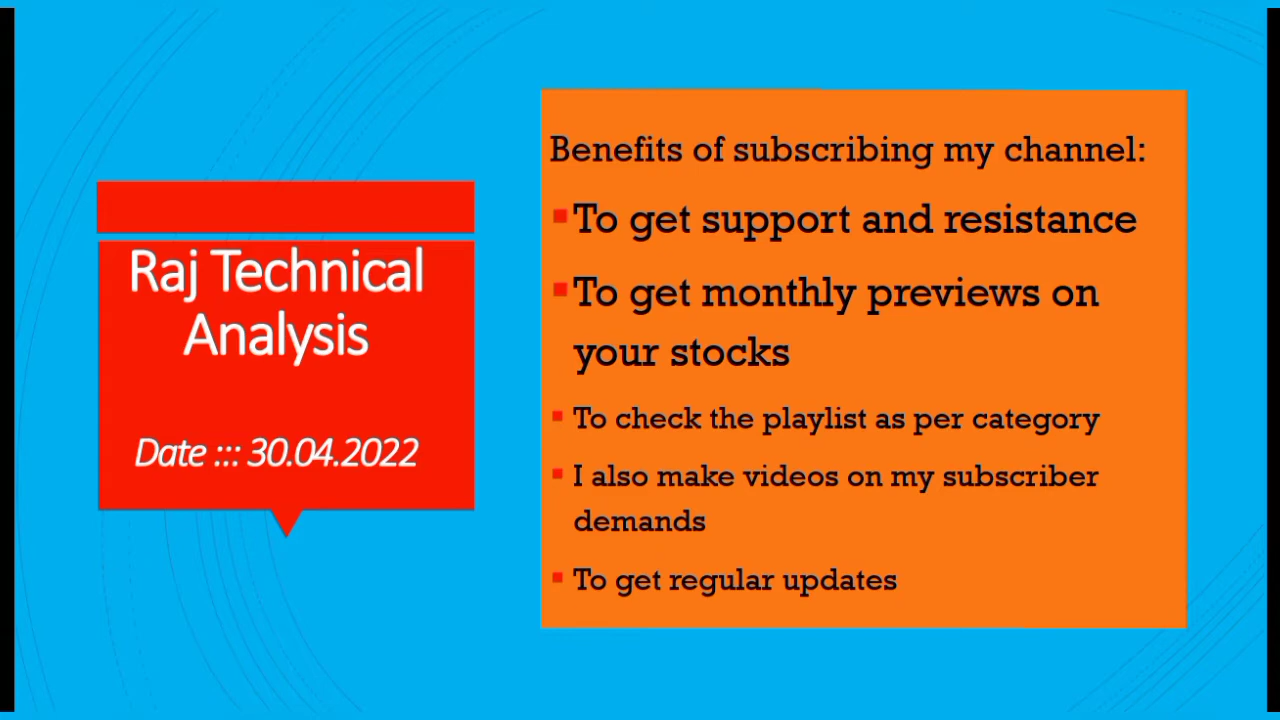 Raj Technical
Analysis
Date ::: 30.04.2022
Benefits of subscribing my channel:
▪To get support and resistance
▪To get monthly previews on
your stocks
▪ To check the playlist as per category
▪ I also make videos on my subscriber
demands
▪ To get regular updates